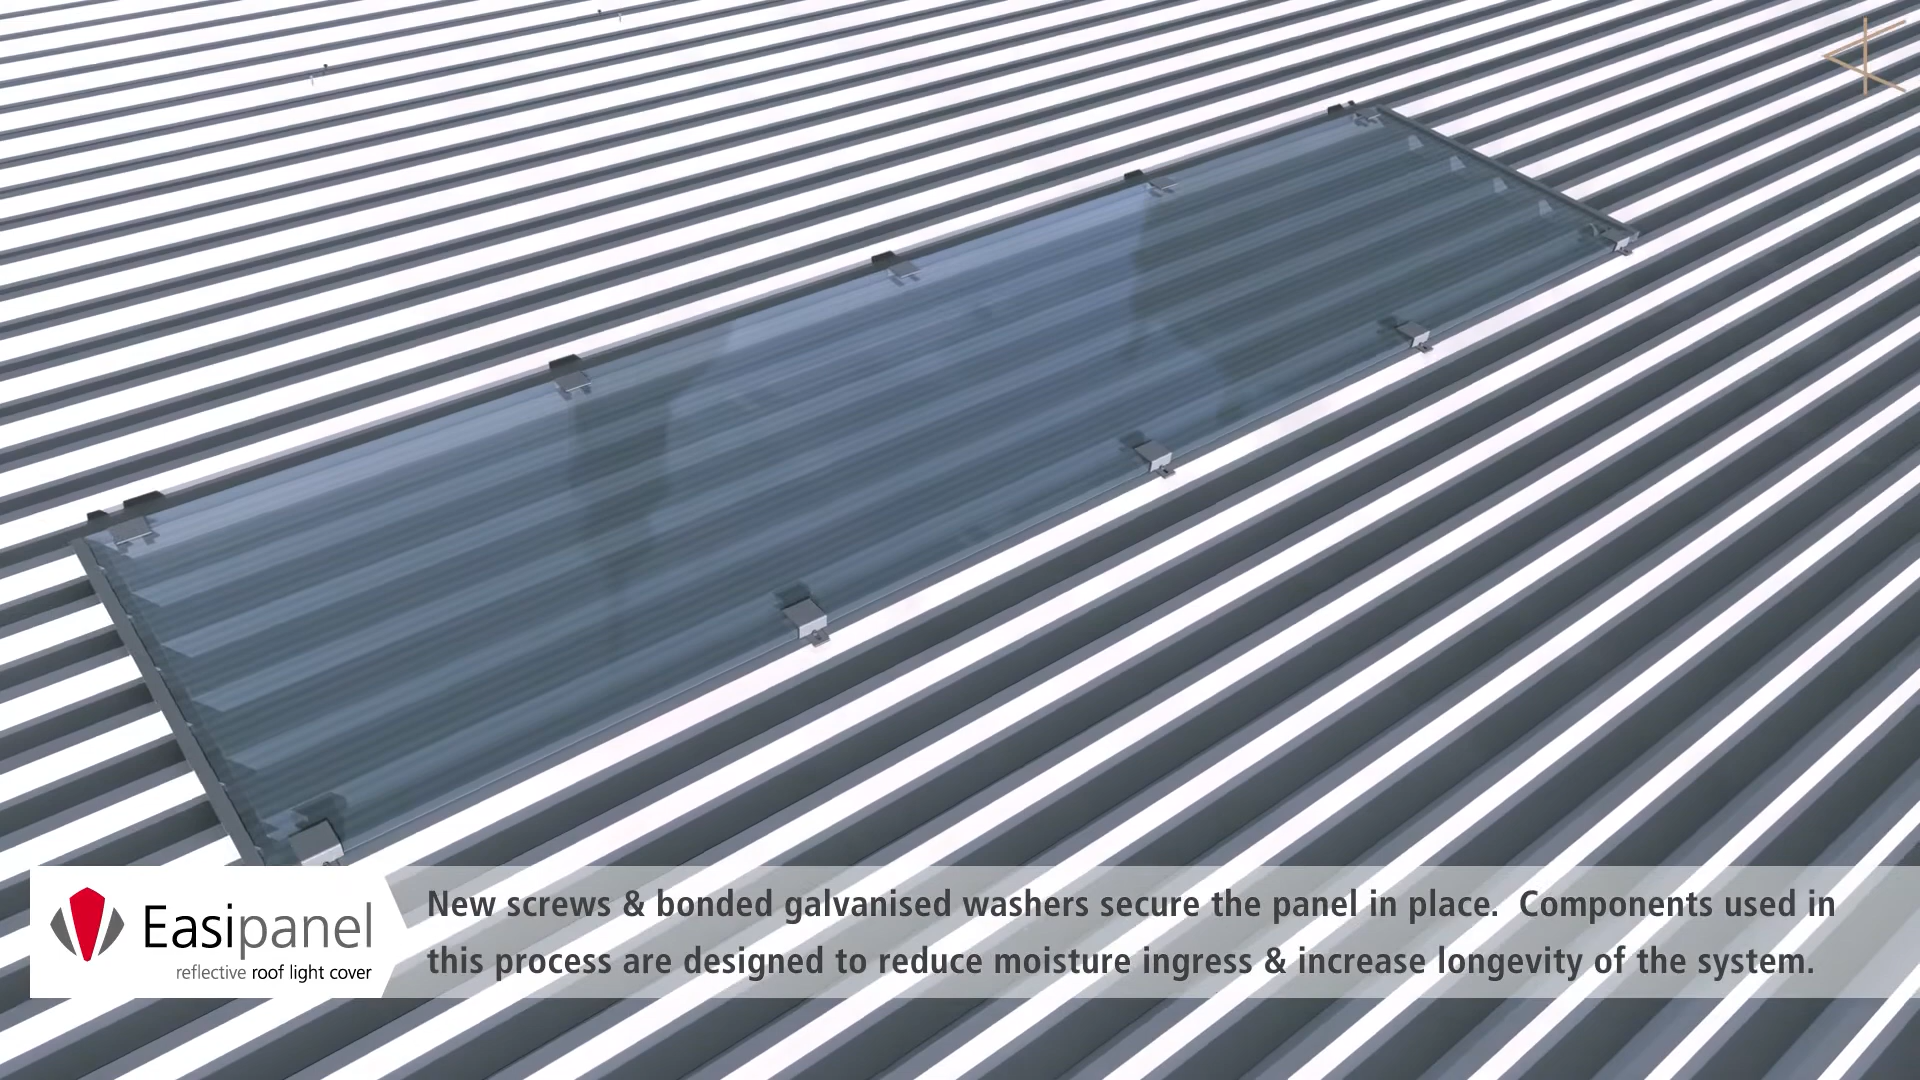 Easipanel
reflective roof light cover
New screws & bonded galvanised washers secure the panel in place. Components used in
this process are designed to reduce moisture ingress & increase longevity of the system.